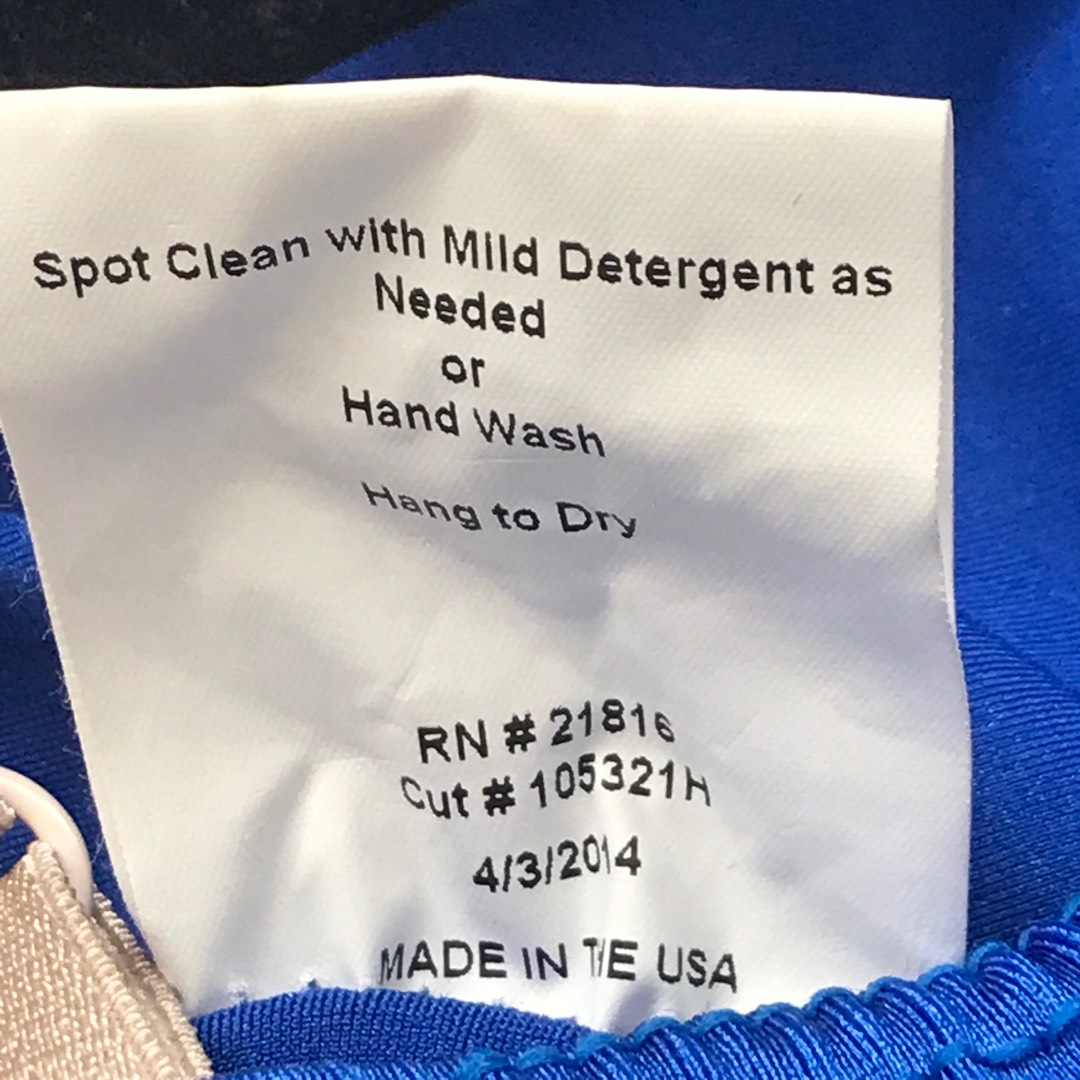 Spot Clean with Mild Detergent as
Needed
or
Hand Wash
Hang to Dry
RN # 21816
Cut # 105321H
4/3/2014
MADE IN THE USA